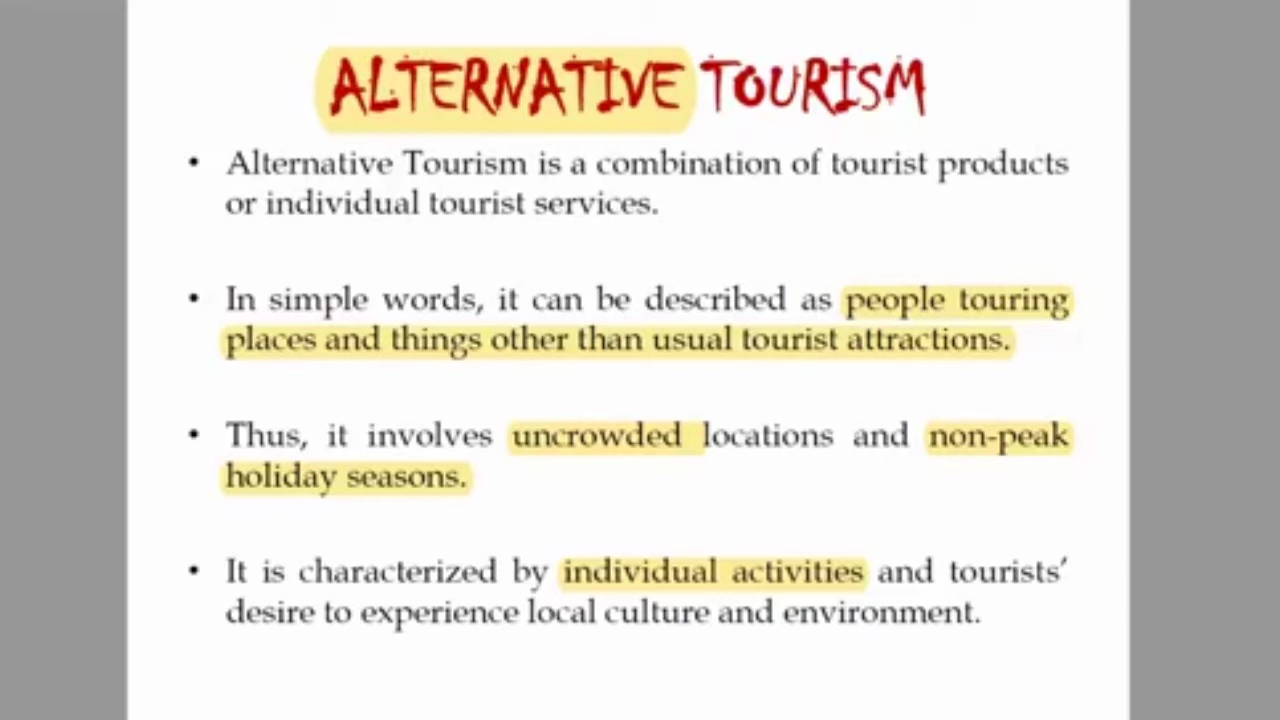 ALTERNATIVE TOURISM
• Alternative Tourism is a combination of tourist products
or individual tourist services.
• In simple words, it can be described as people touring
places and things other than usual tourist attractions.
• Thus, it involves uncrowded locations and non-peak
holiday seasons.
• It is characterized by individual activities and tourists’
desire to experience local culture and environment.